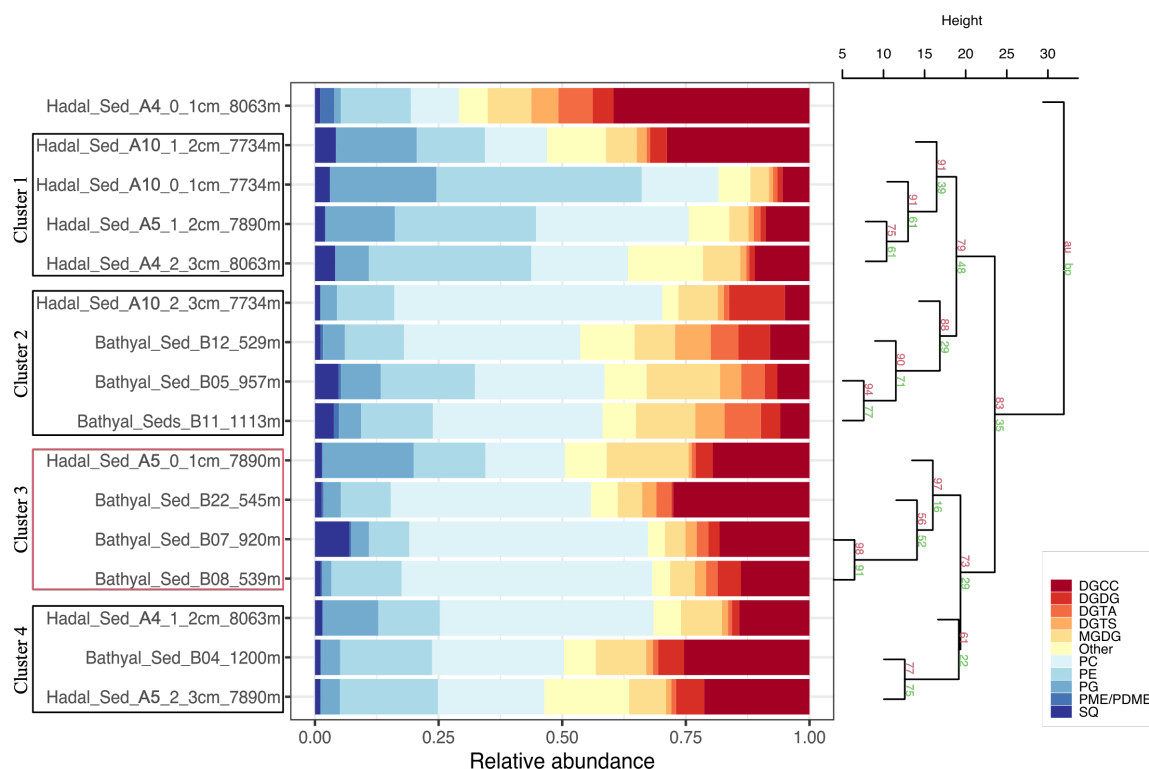 Height
5 10 15 20 25 30
Hadal_Sed_A4_0_1cm_8063m
Cluster 1
Hadal_Sed_A10_1_2cm_7734m
Hadal_Sed_A10_0_1cm_7734m
Hadal_Sed_A5_1_2cm_7890m
Hadal_Sed_A4_2_3cm_8063m
Cluster 2
Hadal_Sed_A10_2_3cm_7734m
Bathyal_Sed_B12_529m
Bathyal_Sed_B05_957m
Bathyal_Seds_B11_1113m
Cluster 3
Hadal_Sed_A5_0_1cm_7890m
Bathyal_Sed_B22_545m
Bathyal_Sed_B07_920m
Bathyal_Sed_B08_539m
Cluster 4
Hadal_Sed_A4_1_2cm_8063m
Bathyal_Sed_B04_1200m
Hadal_Sed_A5_2_3cm_7890m
0.00 0.25 0.50 0.75 1.00
Relative abundance
91
39
91
61
75
61
79
48
au
bp
88
29
90
71
94
77
83
35
97
16
56
52
98
91
73
29
61
22
77
75
DGCC
DGDG
DGTA
DGTS
MGDG
Other
PC
PE
PG
PME/PDME
SQ